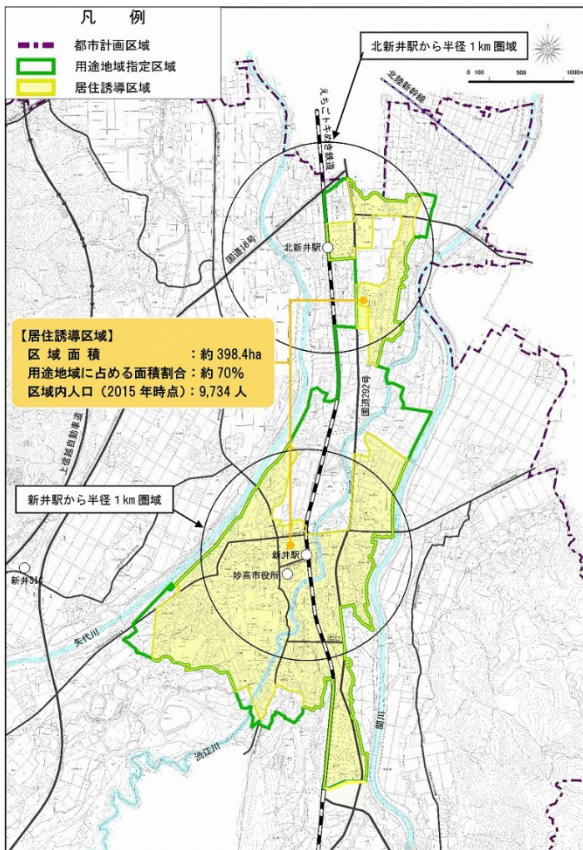 凡 例
都市計画区域
用途地域指定区域
居住誘導区域
北新井駅から半径1km圏域
0 100 500 1000m
えちごトキめき鉄道
北陸新幹線
国道18号
北新井駅
【居住誘導区域】
区域面積 : 約 398.4ha
用途地域に占める面積割合 : 約 70%
区域内人口(2015年時点) : 9,734 人
国道292号
上信越自動車道
新井駅から半径1km圏域
新井駅
妙高市役所
新井SIC
矢代川
渋江川
関川